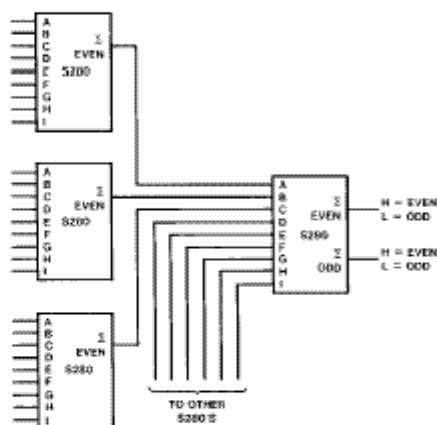 A
B
C
D
E
F
G
H
I
Σ
EVEN
S280
A
B
C
D
E
F
G
H
I
Σ
EVEN
S280
A
B
C
D
E
F
G
H
I
Σ
EVEN
S280
A
B
C
D
E
F
G
H
I
Σ
EVEN
S280
Σ
ODD
H = EVEN
L = ODD
H = EVEN
L = ODD
TO OTHER
S280'S